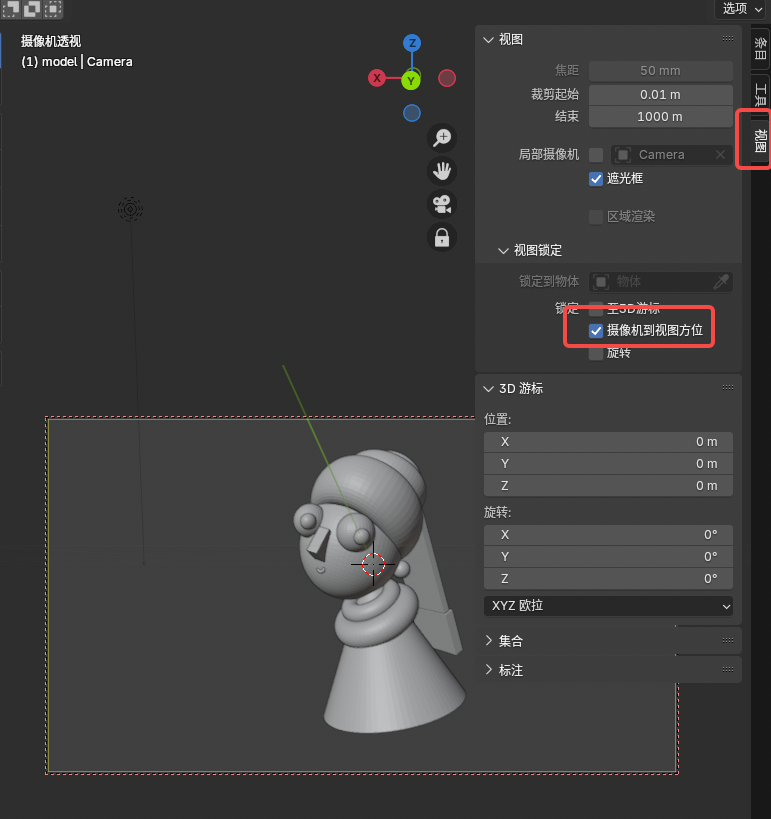 选项
摄像机透视
(1) model | Camera
Z
X
Y
视图
焦距
50 mm
裁剪起始
0.01 m
结束
1000 m
局部摄像机
Camera
遮光框
区域渲染
视图锁定
锁定到物体
物体
锁定
至3D游标
摄像机到视图方位
旋转
3D 游标
位置:
X
0 m
Y
0 m
Z
0 m
旋转:
X
0°
Y
0°
Z
0°
XYZ 欧拉
集合
标注
条目
工具
视图